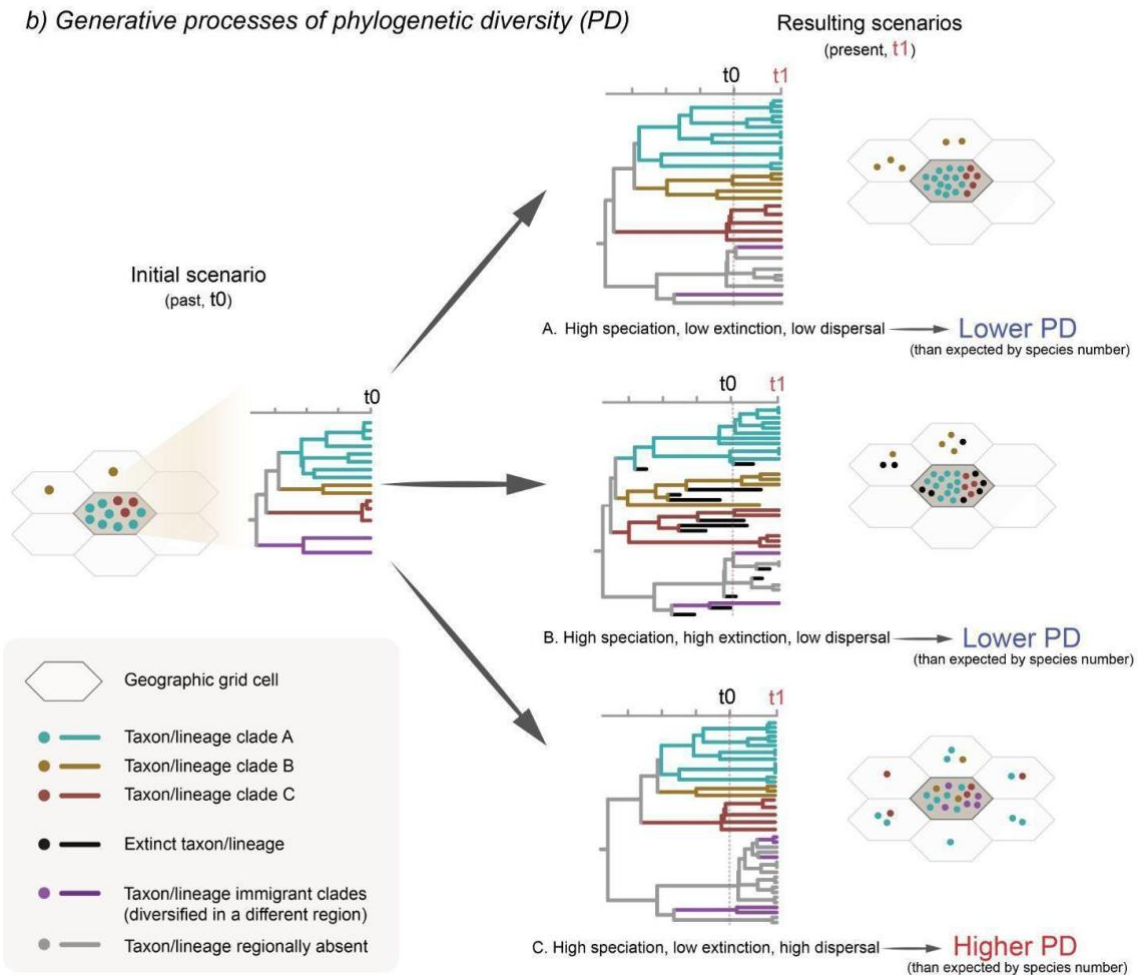 b) Generative processes of phylogenetic diversity (PD)
Resulting scenarios
(present, t1)
t0
t1
A. High speciation, low extinction, low dispersal
Lower PD
(than expected by species number)
Initial scenario
(past, t0)
t0
t0
t1
B. High speciation, high extinction, low dispersal
Lower PD
(than expected by species number)
t0
t1
C. High speciation, low extinction, high dispersal
Higher PD
(than expected by species number)
Geographic grid cell
Taxon/lineage clade A
Taxon/lineage clade B
Taxon/lineage clade C
Extinct taxon/lineage
Taxon/lineage immigrant clades
(diversified in a different region)
Taxon/lineage regionally absent